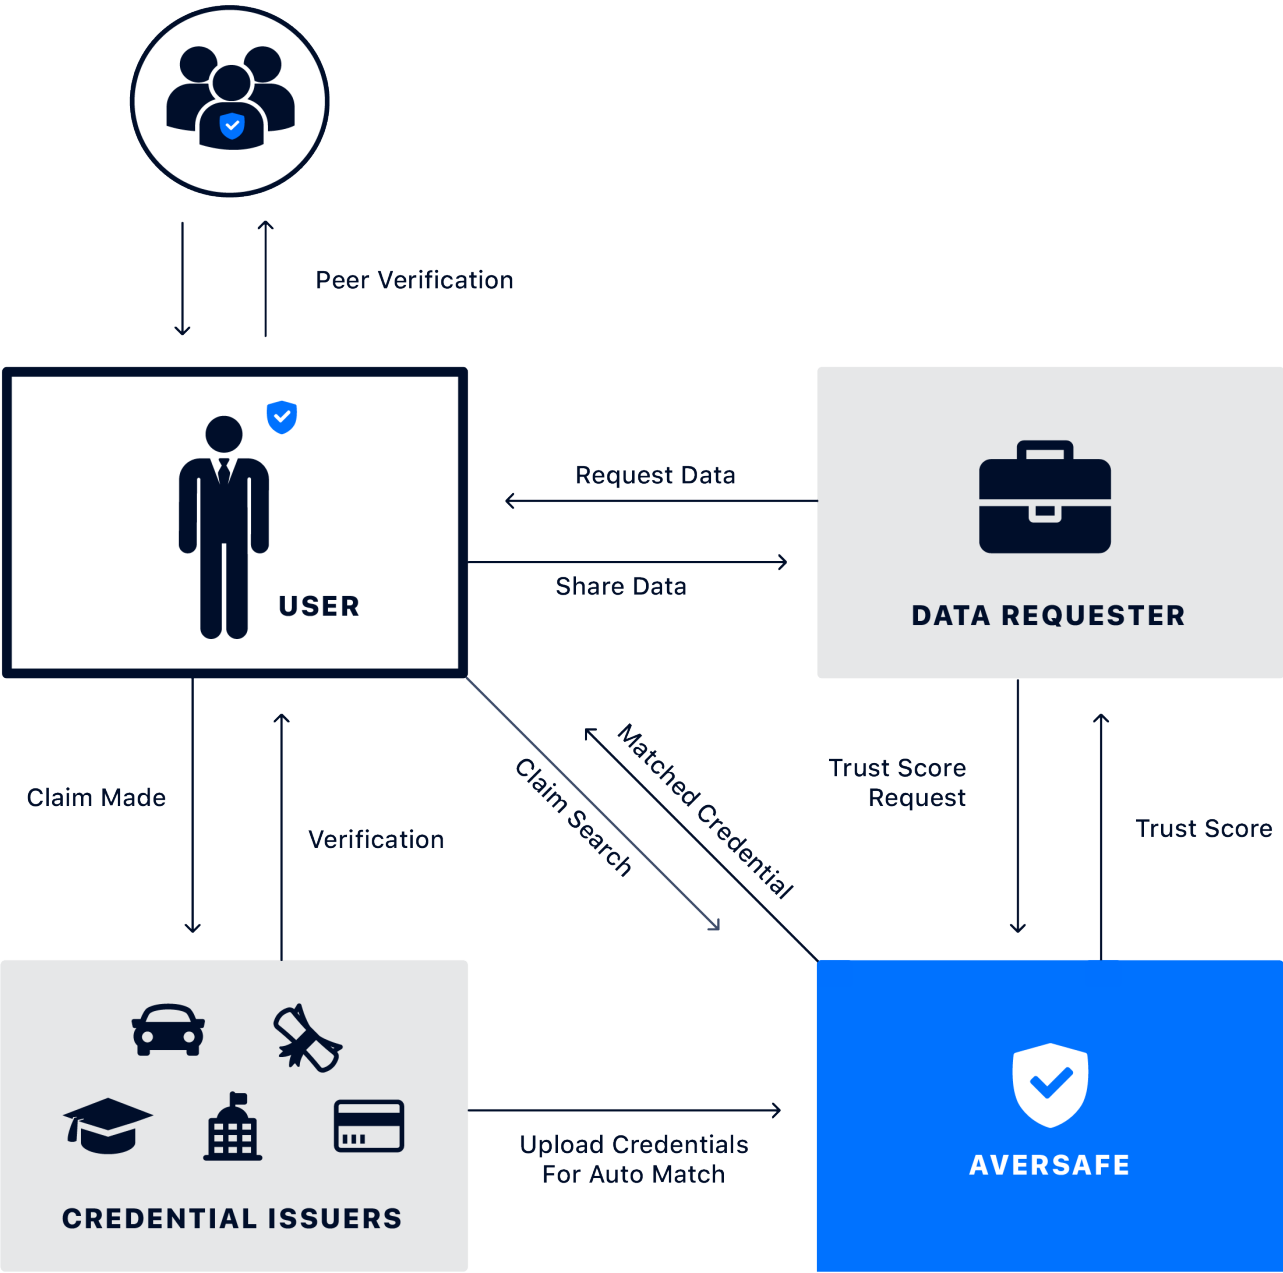 Peer Verification
Request Data
Share Data
USER
DATA REQUESTER
Claim Made
Verification
Claim Search
Matched Credential
Trust Score
Request
Trust Score
Upload Credentials
For Auto Match
CREDENTIAL ISSUERS
AVERSAFE